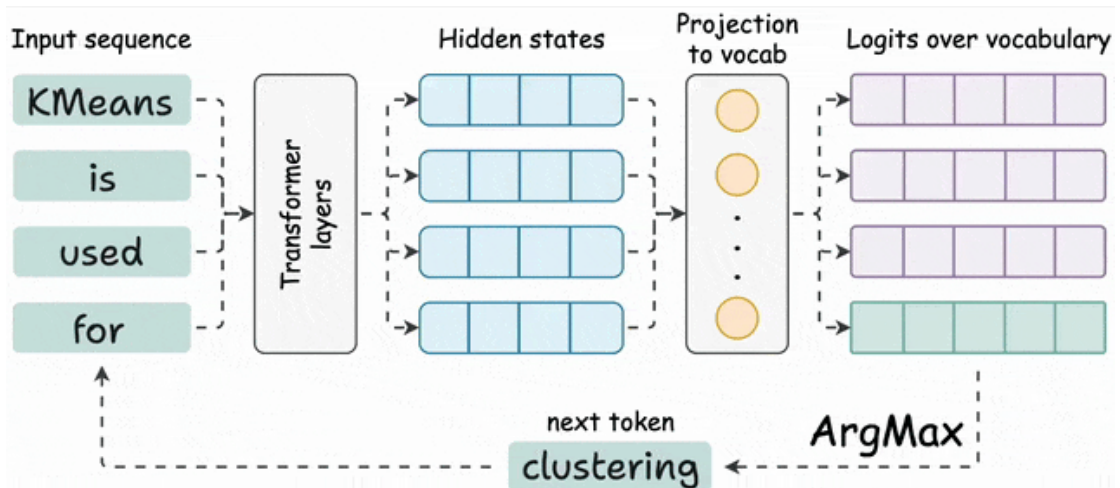 Input sequence
Hidden states
Projection
to vocab
Logits over vocabulary
KMeans
is
used
for
Transformer
layers
next token
clustering
ArgMax